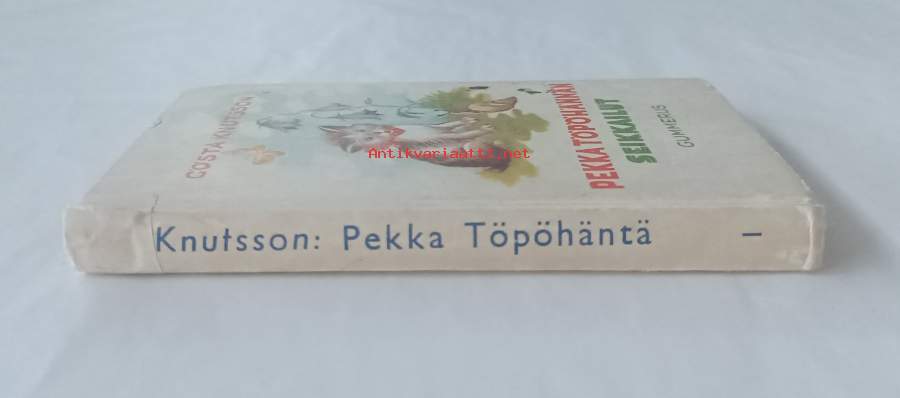 GÖSTA KNUTSSON
PEKKA TÖPÖHÄNNÄN
SEIKKAILUT
GUMMERUS
Antikvariaatti.net
Knutsson: Pekka Töpöhäntä I